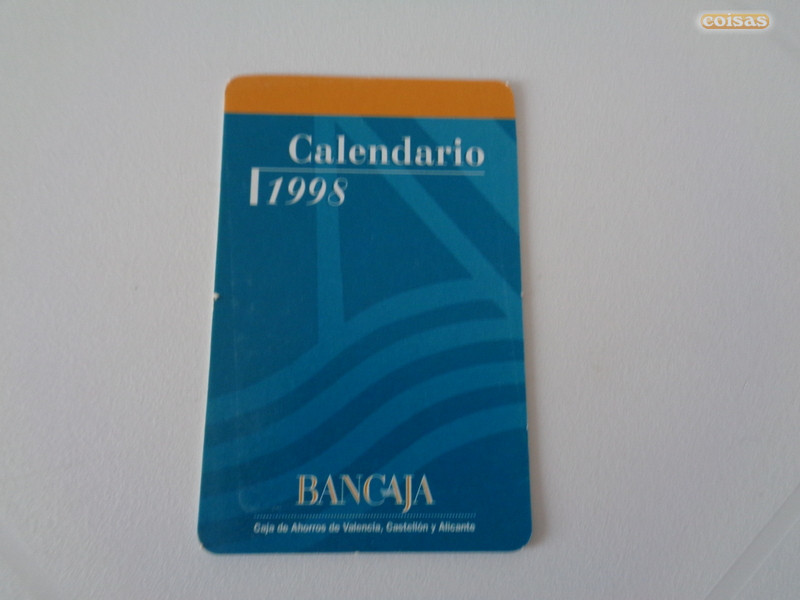 coisas
Calendario
1998
BANCAJA
Caja de Ahorros de Valencia, Castellón y Alicante